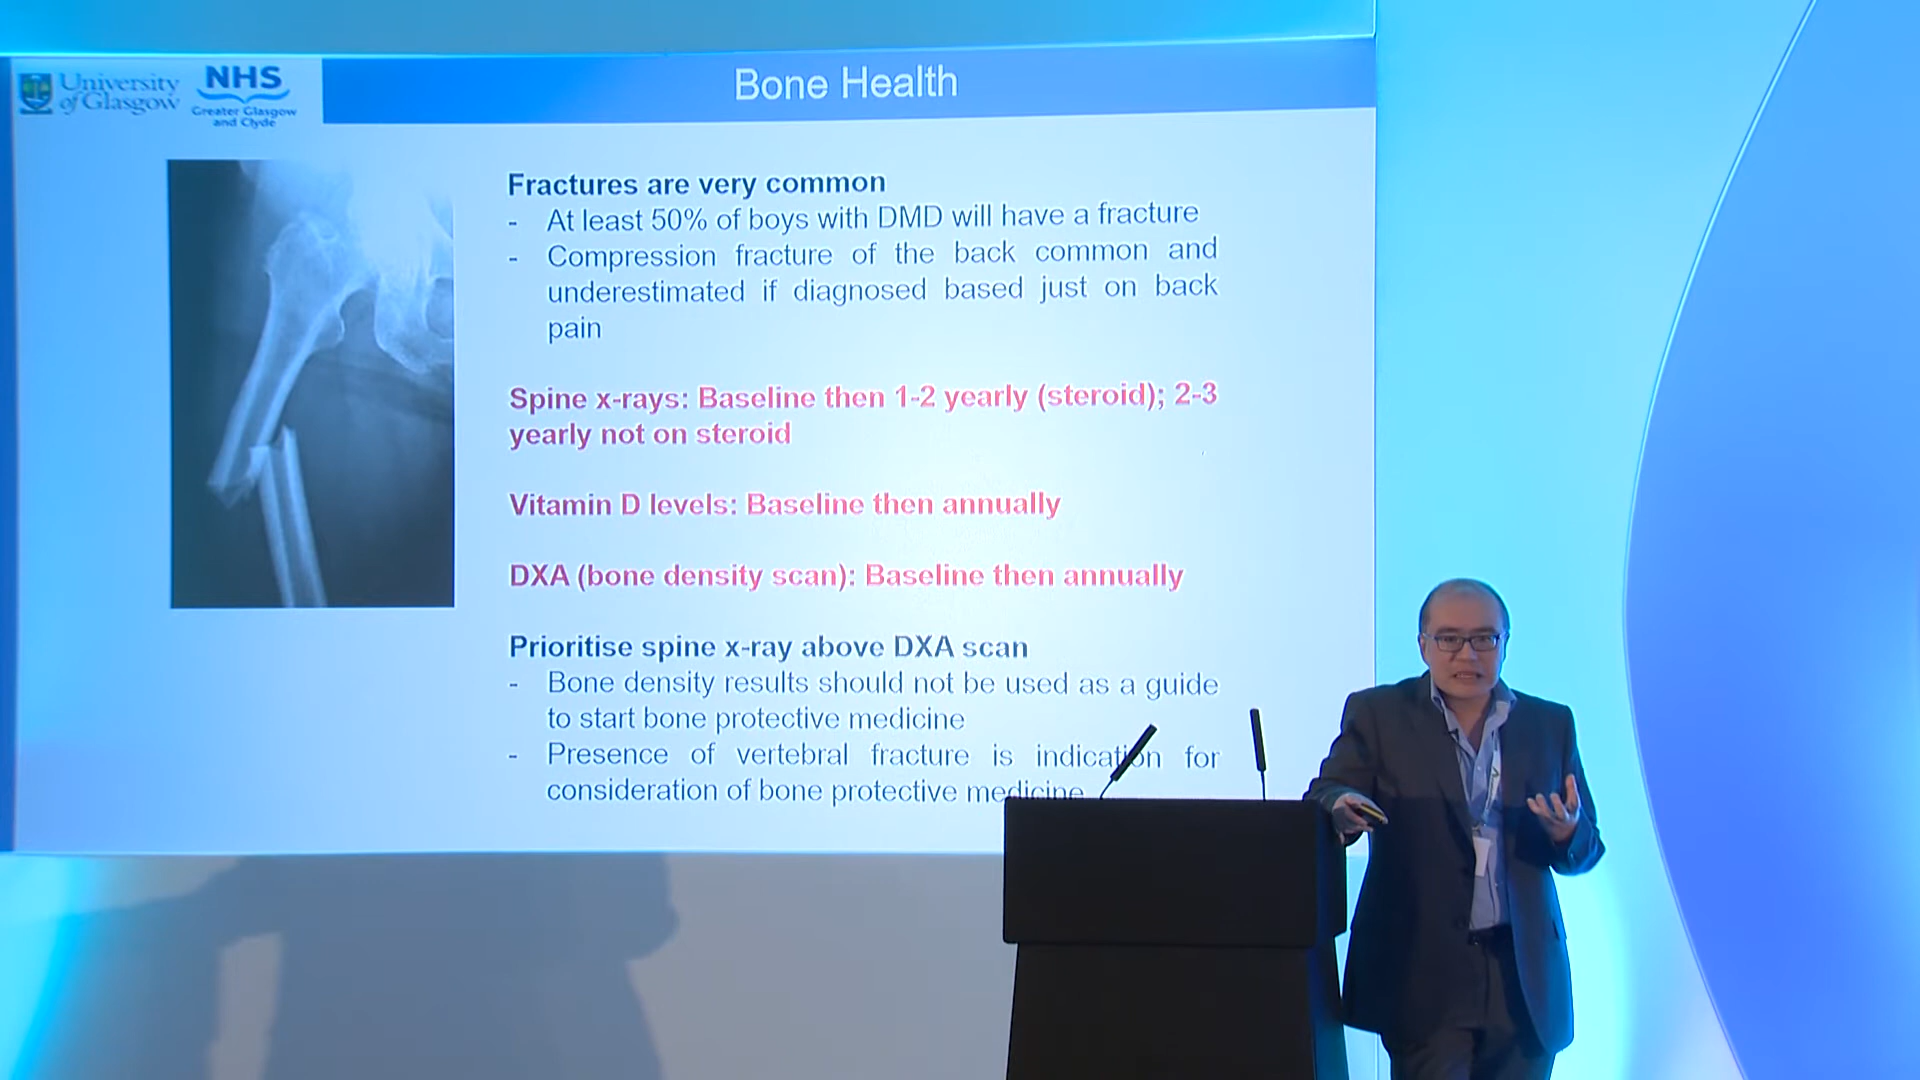 University
of Glasgow
NHS
Greater Glasgow
and Clyde
Bone Health
Fractures are very common
- At least 50% of boys with DMD will have a fracture
- Compression fracture of the back common and
underestimated if diagnosed based just on back
pain
Spine x-rays: Baseline then 1-2 yearly (steroid); 2-3
yearly not on steroid
Vitamin D levels: Baseline then annually
DXA (bone density scan): Baseline then annually
Prioritise spine x-ray above DXA scan
- Bone density results should not be used as a guide
to start bone protective medicine
- Presence of vertebral fracture is indication for
consideration of bone protective medicine